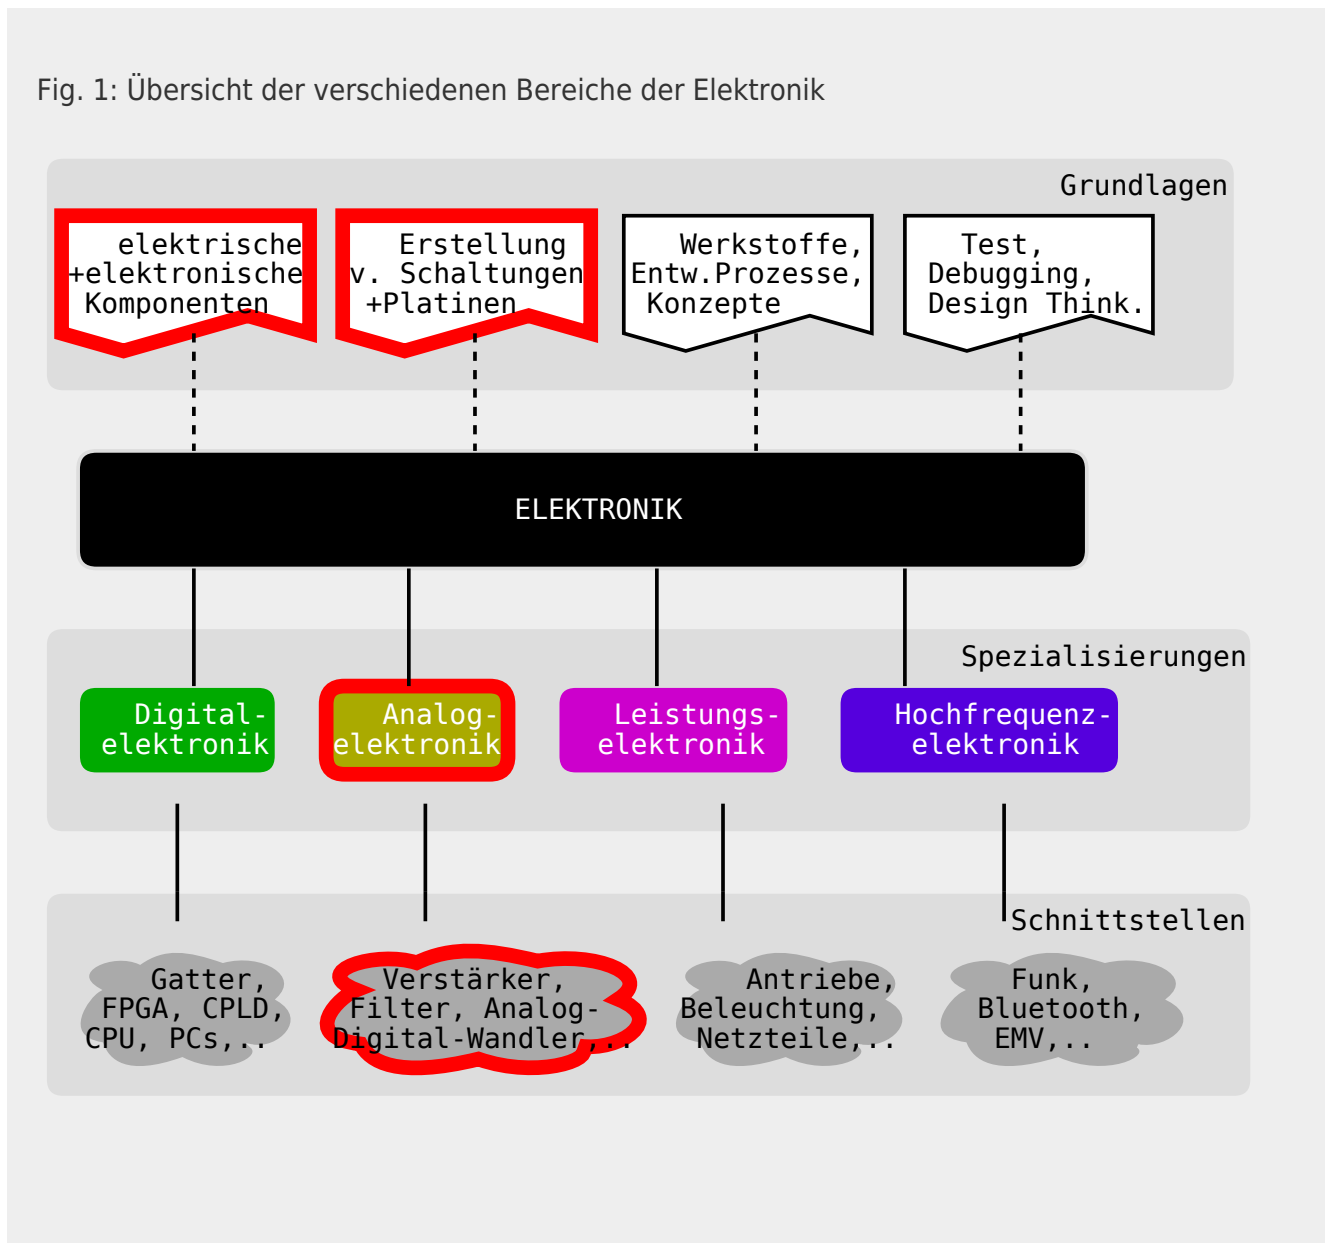 Fig. 1: Übersicht der verschiedenen Bereiche der Elektronik
Grundlagen
elektrische
+elektronische
Komponenten
Erstellung
v. Schaltungen
+Platinen
Werkstoffe,
Entw.Prozesse,
Konzepte
Test,
Debugging,
Design Think.
ELEKTRONIK
Spezialisierungen
Digital-
elektronik
Analog-
elektronik
Leistungs-
elektronik
Hochfrequenz-
elektronik
Schnittstellen
Gatter,
FPGA, CPLD,
CPU, PCs,..
Verstärker,
Filter, Analog-
Digital-Wandler,..
Antriebe,
Beleuchtung,
Netzteile,..
Funk,
Bluetooth,
EMV,..